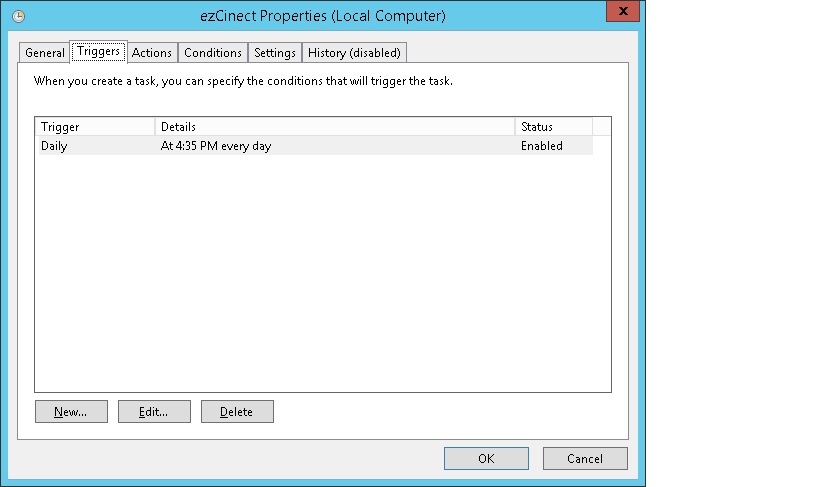 ezCinect Properties (Local Computer)
X
General Triggers Actions Conditions Settings History (disabled)
When you create a task, you can specify the conditions that will trigger the task.
Trigger Details Status
Daily At 4:35 PM every day Enabled
New... Edit... Delete
OK Cancel